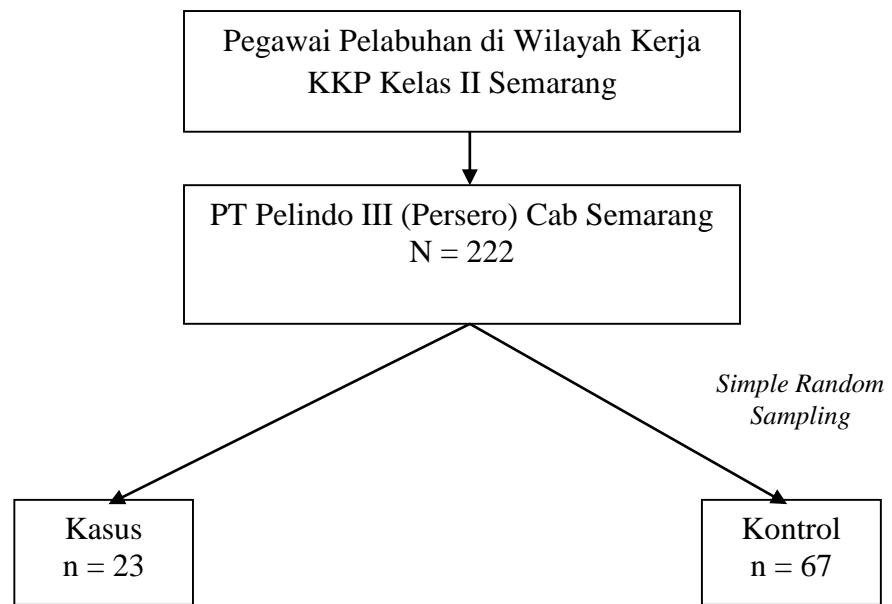 Pegawai Pelabuhan di Wilayah Kerja
KKP Kelas II Semarang
PT Pelindo III (Persero) Cab Semarang
N = 222
Simple Random
Sampling
Kasus
n = 23
Kontrol
n = 67